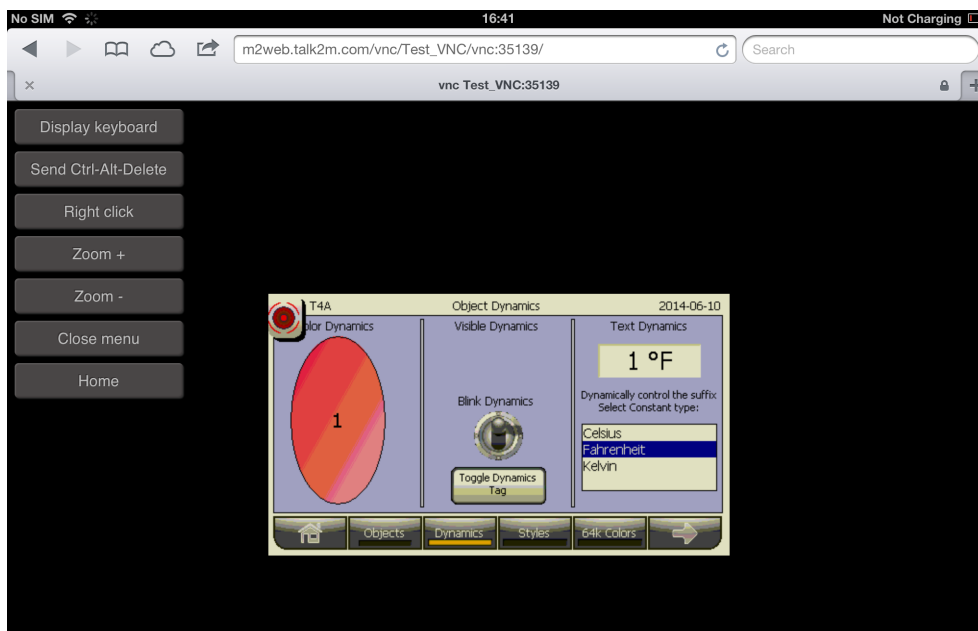 No SIM 16:41 Not Charging
m2web.talk2m.com/vnc/Test_VNC/vnc:35139/ Search
vnc Test_VNC:35139
Display keyboard
Send Ctrl-Alt-Delete
Right click
Zoom +
Zoom -
Close menu
Home
T4A Object Dynamics 2014-06-10
olor Dynamics
1
Visible Dynamics
Blink Dynamics
Toggle Dynamics
Tag
Text Dynamics
1 °F
Dynamically control the suffix
Select Constant type:
Celsius
Fahrenheit
Kelvin
Objects Dynamics Styles 64k Colors